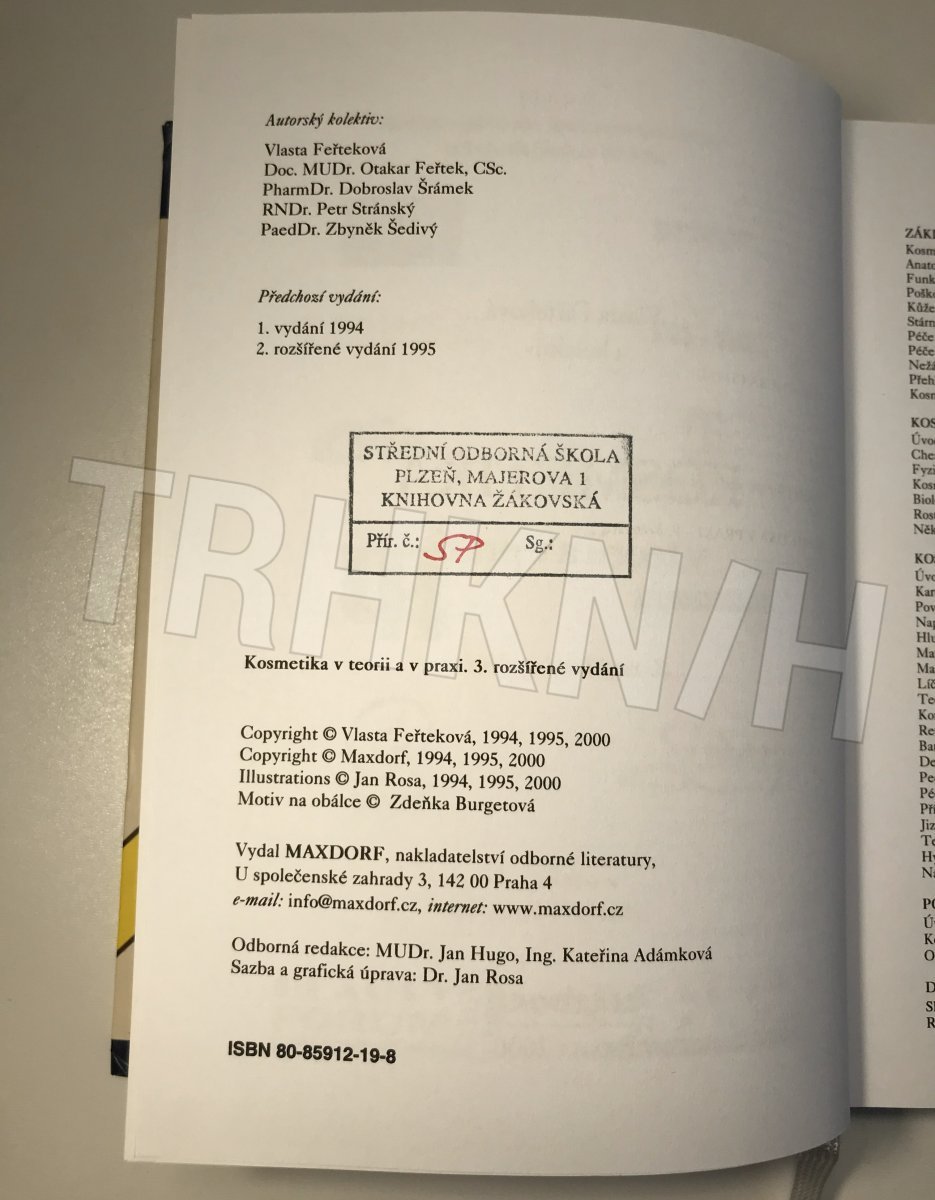 Autorský kolektiv:
Vlasta Feřteková
Doc. MUDr. Otakar Feřtek, CSc.
PharmDr. Dobroslav Šrámek
RNDr. Petr Stránský
PaedDr. Zbyněk Šedivý
Předchozí vydání:
1. vydání 1994
2. rozšířené vydání 1995
STŘEDNÍ ODBORNÁ ŠKOLA
PLZEŇ, MAJEROVA 1
KNIHOVNA ŽÁKOVSKÁ
Přír. č.: SP Sg.:
TRHKNIH
Kosmetika v teorii a v praxi. 3. rozšířené vydání
Copyright © Vlasta Feřteková, 1994, 1995, 2000
Copyright © Maxdorf, 1994, 1995, 2000
Illustrations © Jan Rosa, 1994, 1995, 2000
Motiv na obálce © Zdeňka Burgetová
Vydal MAXDORF, nakladatelství odborné literatury,
U společenské zahrady 3, 142 00 Praha 4
e-mail: info@maxdorf.cz, internet: www.maxdorf.cz
Odborná redakce: MUDr. Jan Hugo, Ing. Kateřina Adámková
Sazba a grafická úprava: Dr. Jan Rosa
ISBN 80-85912-19-8